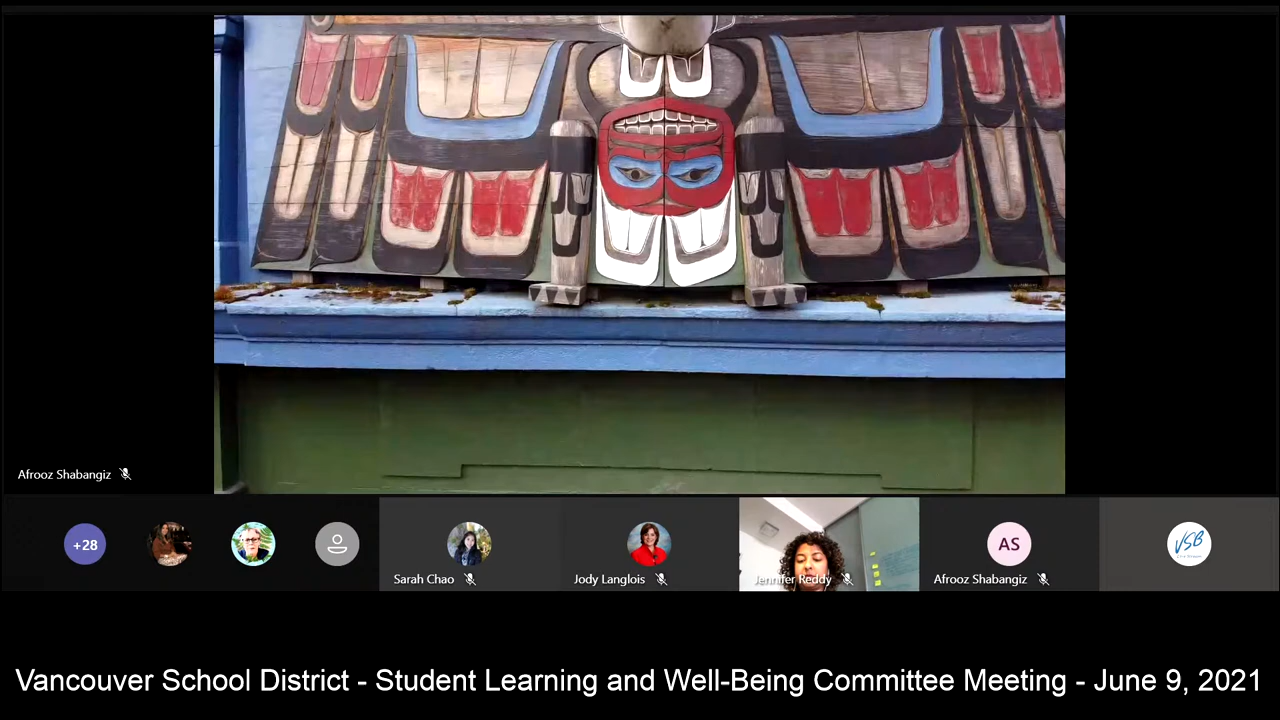 Afrooz Shabangiz
+28
Sarah Chao
Jody Langlois
Jennifer Reddy
AS
Afrooz Shabangiz
VSB
Vancouver School District - Student Learning and Well-Being Committee Meeting - June 9, 2021